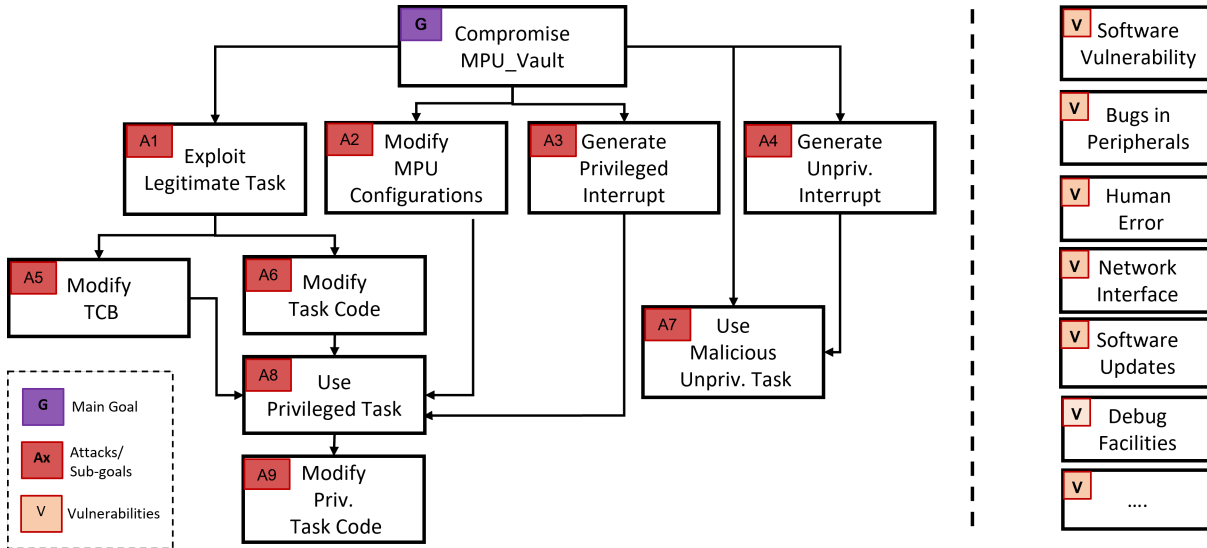 G
Compromise
MPU_Vault
A1
Exploit
Legitimate Task
A2
Modify
MPU
Configurations
A3
Generate
Privileged
Interrupt
A4
Generate
Unpriv.
Interrupt
A5
Modify
TCB
A6
Modify
Task Code
A7
Use
Malicious
Unpriv. Task
A8
Use
Privileged Task
A9
Modify
Priv.
Task Code
G
Main Goal
Ax
Attacks/
Sub-goals
V
Vulnerabilities
V
Software
Vulnerability
V
Bugs in
Peripherals
V
Human
Error
V
Network
Interface
V
Software
Updates
V
Debug
Facilities
V
....